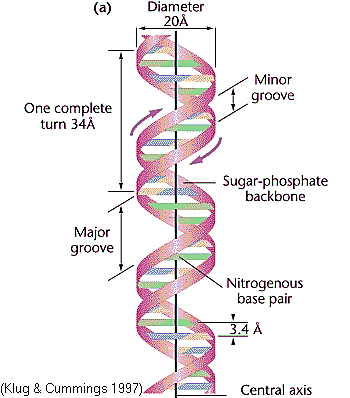 (a)
Diameter
20Å
Minor
groove
One complete
turn 34Å
Sugar-phosphate
backbone
Major
groove
Nitrogenous
base pair
3.4 Å
(Klug & Cummings 1997)
Central axis